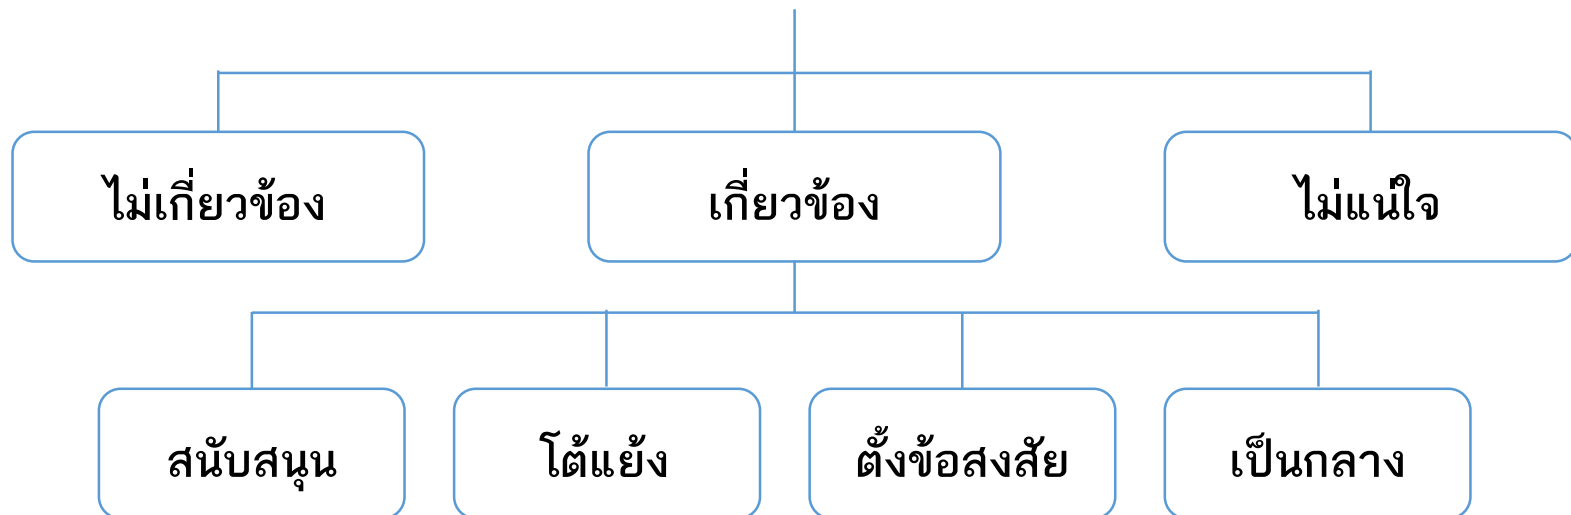 ไม่เกี่ยวข้อง
เกี่ยวข้อง
ไม่แน่ใจ
สนับสนุน
โต้แย้ง
ตั้งข้อสงสัย
เป็นกลาง